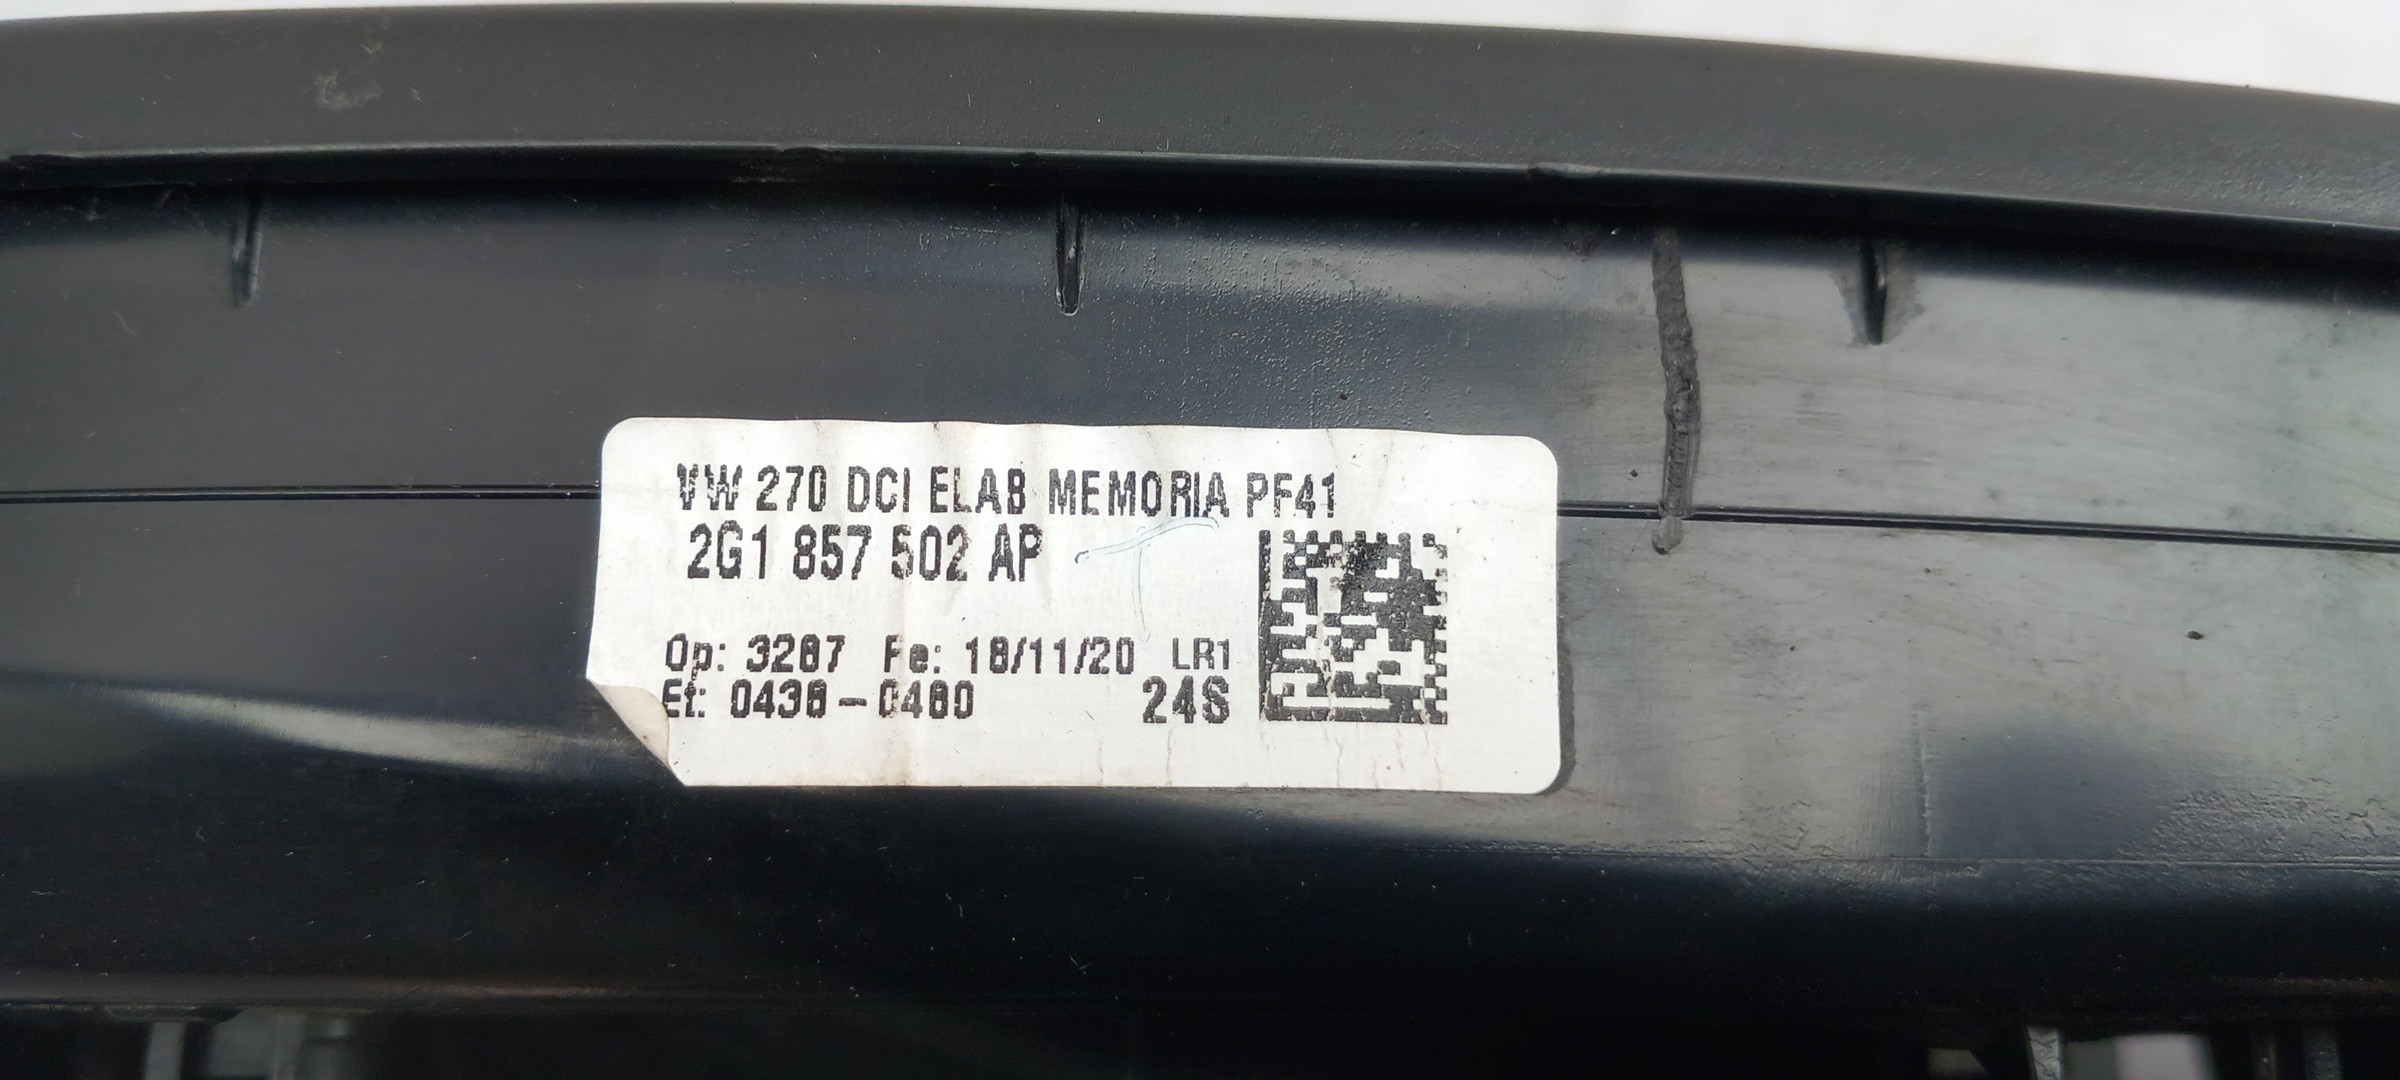 VW 270 DCI ELAB MEMORIA PF41
2G1 857 502 AP
Op: 3287 Fe: 18/11/20 LR1
Et: 0438-0480 24S